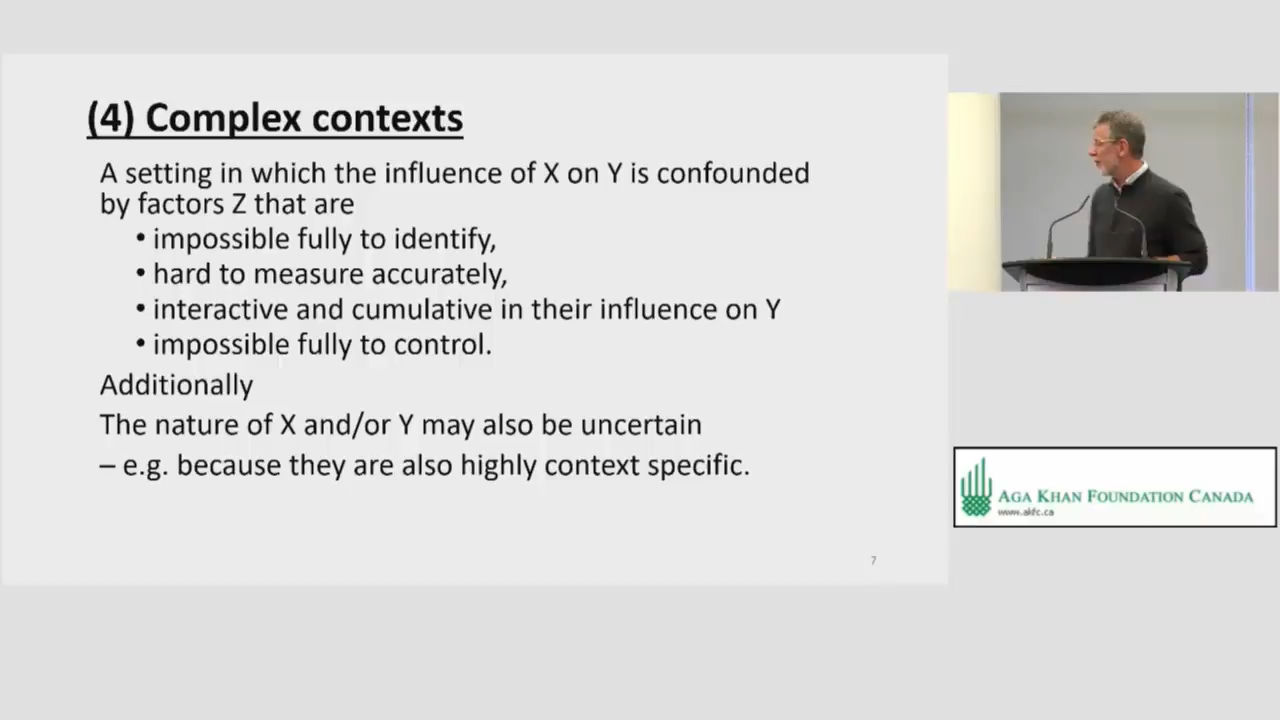 (4) Complex contexts
A setting in which the influence of X on Y is confounded
by factors Z that are
• impossible fully to identify,
• hard to measure accurately,
• interactive and cumulative in their influence on Y
• impossible fully to control.
Additionally
The nature of X and/or Y may also be uncertain
– e.g. because they are also highly context specific.
7
AGA KHAN FOUNDATION CANADA
www.akfc.ca